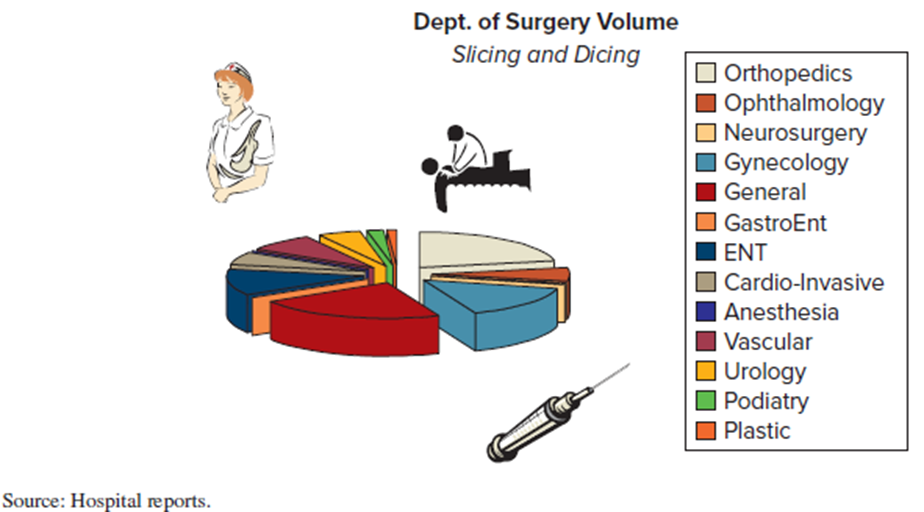 Dept. of Surgery Volume
Slicing and Dicing
Orthopedics
Ophthalmology
Neurosurgery
Gynecology
General
GastroEnt
ENT
Cardio-Invasive
Anesthesia
Vascular
Urology
Podiatry
Plastic
Source: Hospital reports.